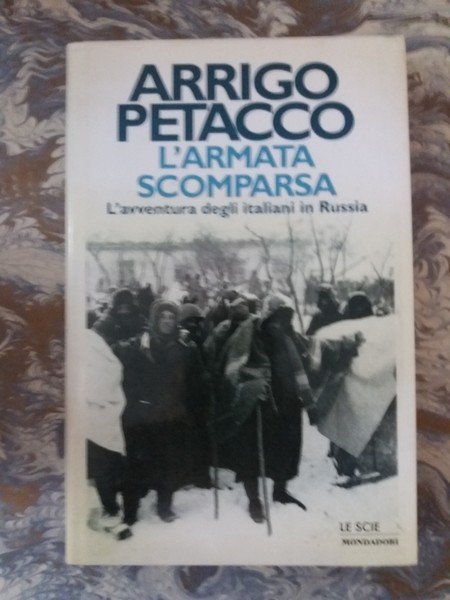 ARRIGO
PETACCO
L'ARMATA
SCOMPARSA
L'avventura degli italiani in Russia
LE SCIE
MONDADORI